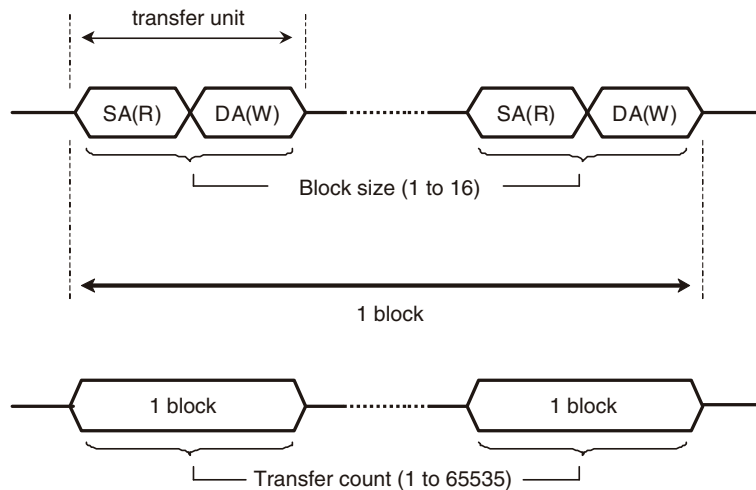 transfer unit
SA(R) DA(W) SA(R) DA(W)
Block size (1 to 16)
1 block
1 block 1 block
Transfer count (1 to 65535)